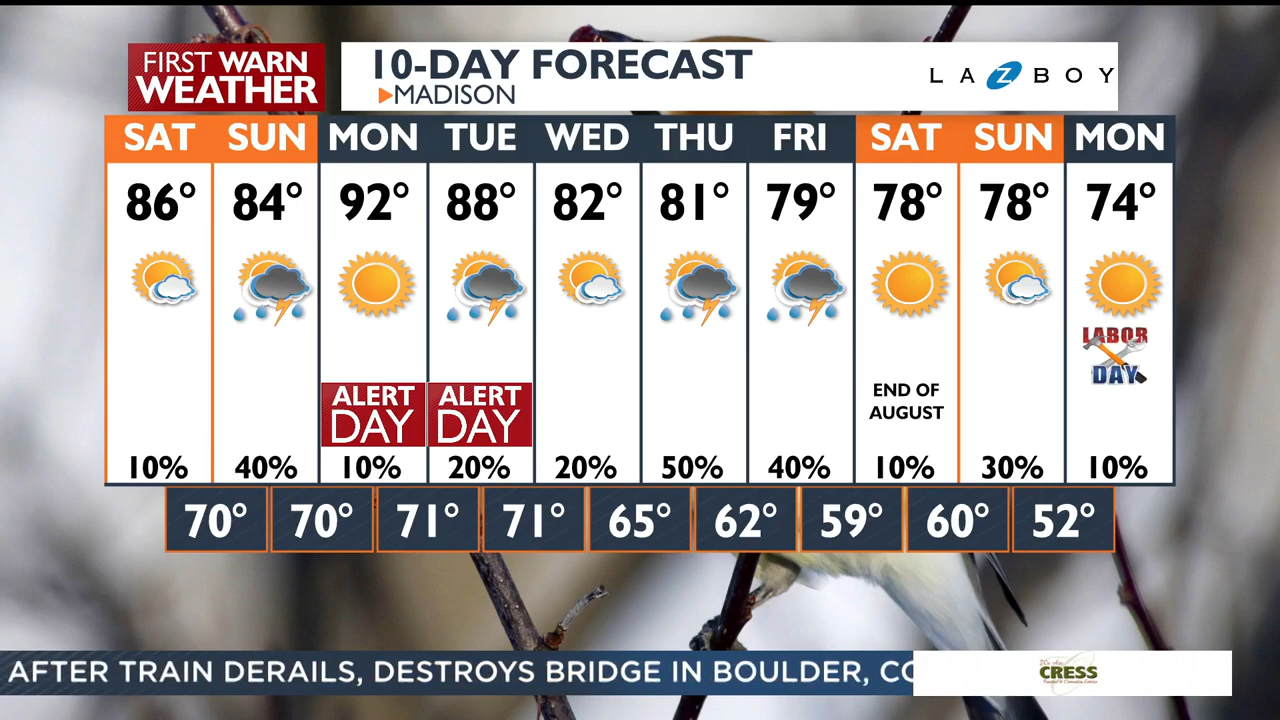 FIRST WARN
WEATHER
10-DAY FORECAST
MADISON
LA Z BOY
SAT SUN MON TUE WED THU FRI SAT SUN MON
86° 84° 92° 88° 82° 81° 79° 78° 78° 74°
LABOR
DAY
ALERT
DAY
ALERT
DAY
END OF
AUGUST
10% 40% 10% 20% 20% 50% 40% 10% 30% 10%
70° 70° 71° 71° 65° 62° 59° 60° 52°
AFTER TRAIN DERAILS, DESTROYS BRIDGE IN BOULDER, CO
We Are
CRESS